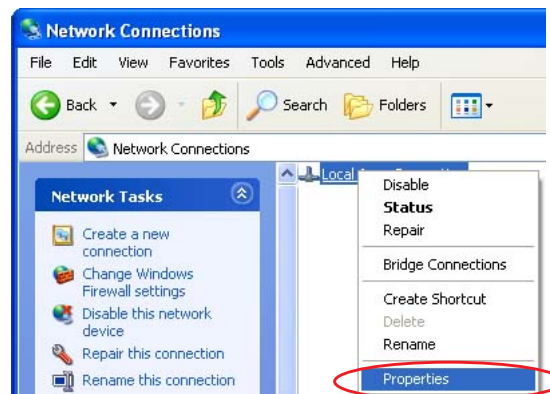 Network Connections
File Edit View Favorites Tools Advanced Help
Back Search Folders
Address Network Connections
Network Tasks
Create a new
connection
Change Windows
Firewall settings
Disable this network
device
Repair this connection
Rename this connection
Local
Disable
Status
Repair
Bridge Connections
Create Shortcut
Delete
Rename
Properties